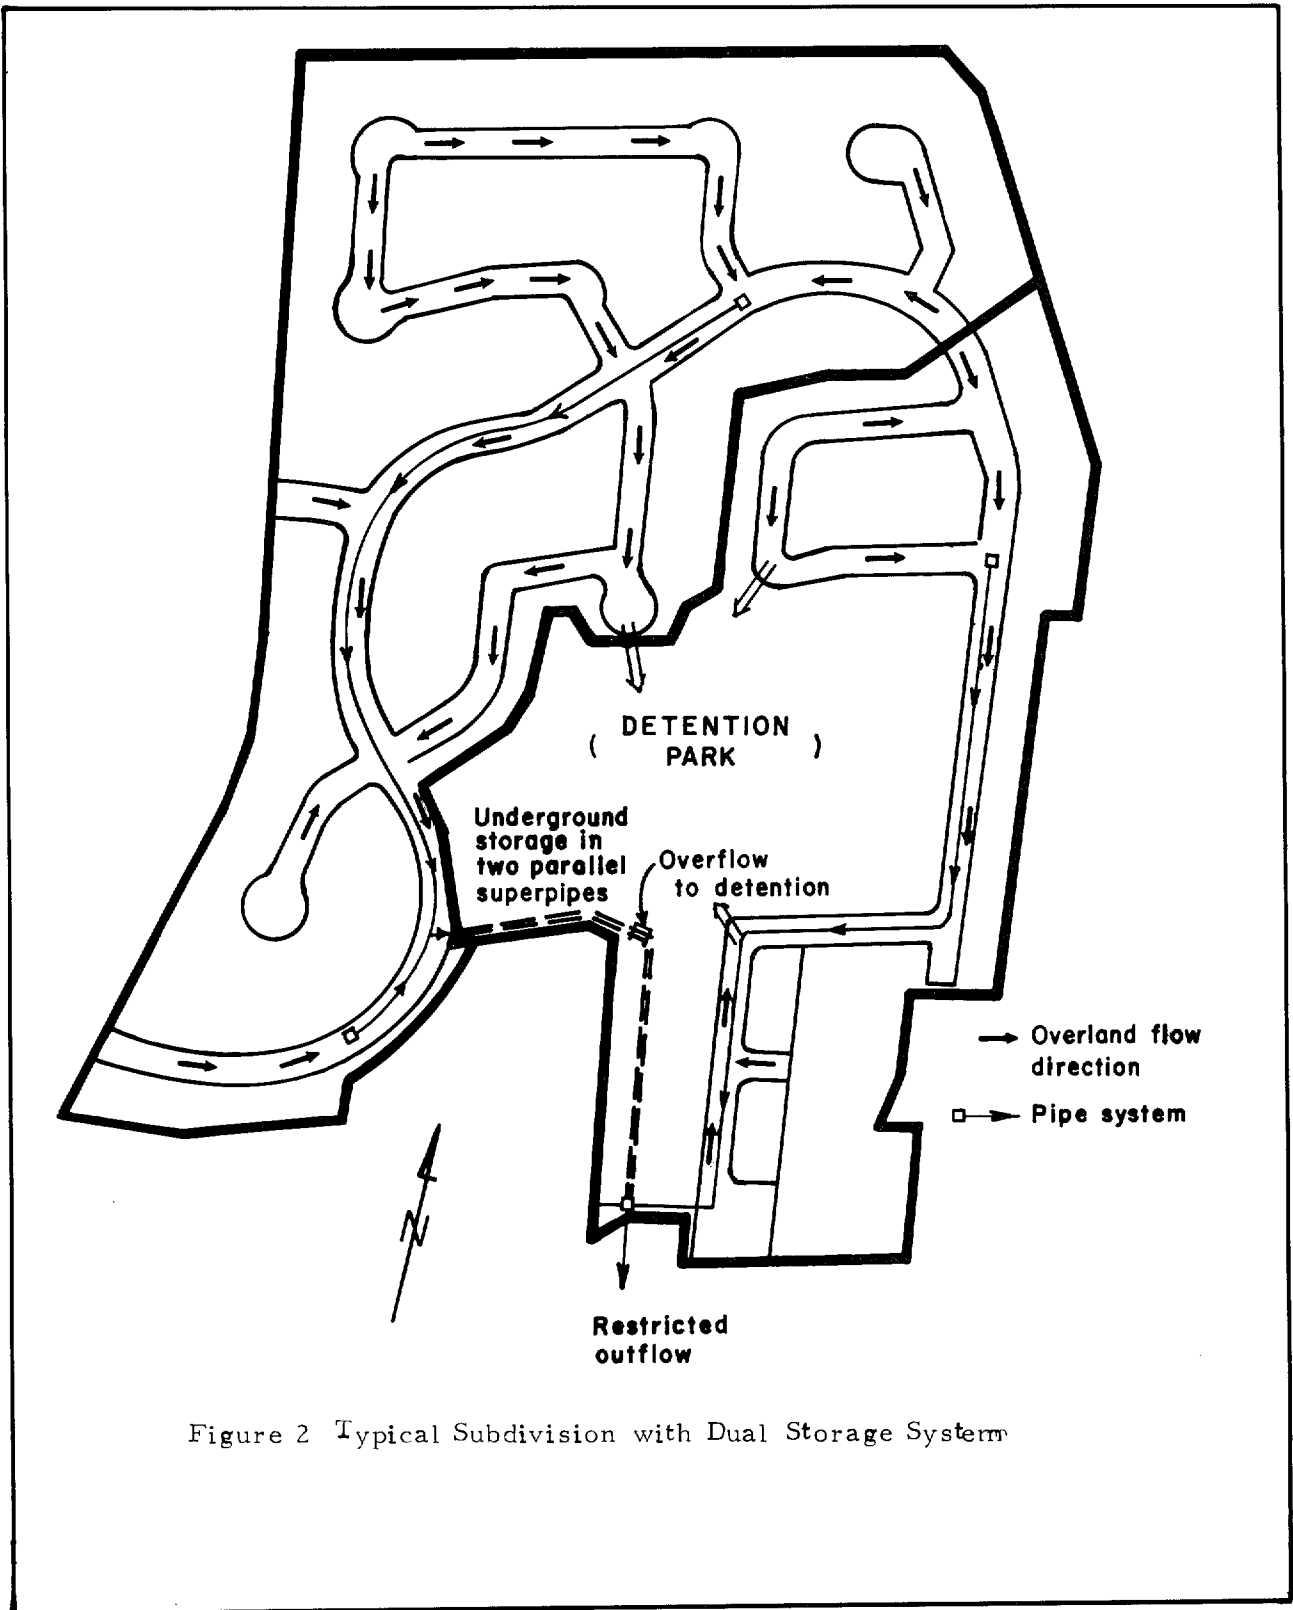 ( DETENTION )
PARK
Underground
storage in
two parallel
superpipes
Overflow
to detention
Overland flow
direction
Pipe system
N
Restricted
outflow
Figure 2 Typical Subdivision with Dual Storage System